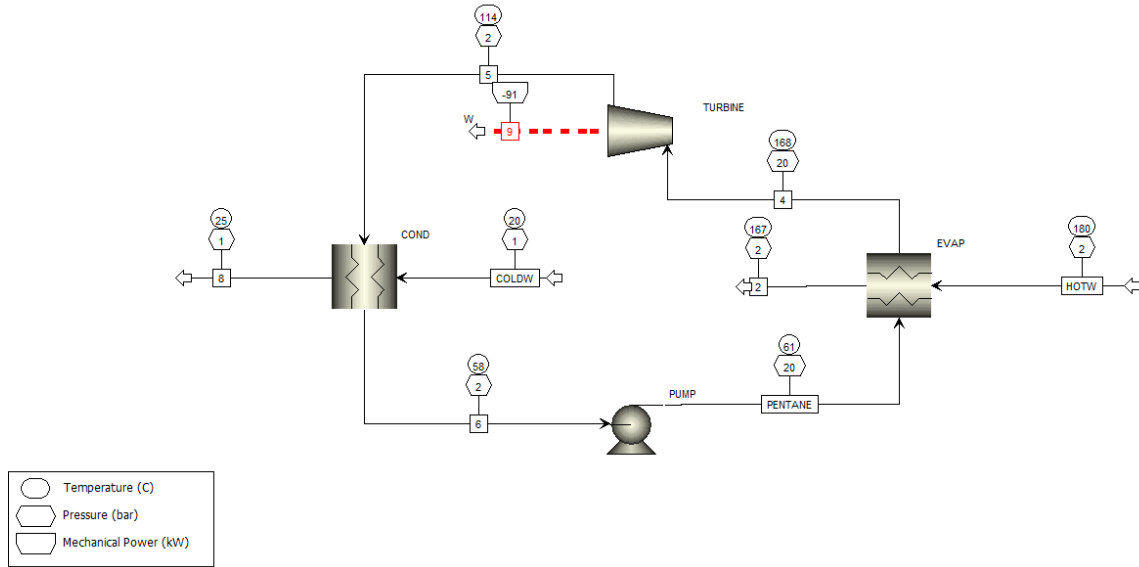 114
2
5
-91
W
9
TURBINE
168
20
4
25
1
8
COND
20
1
COLDW
167
2
2
EVAP
180
2
HOTW
58
2
6
PUMP
61
20
PENTANE
Temperature (C)
Pressure (bar)
Mechanical Power (kW)